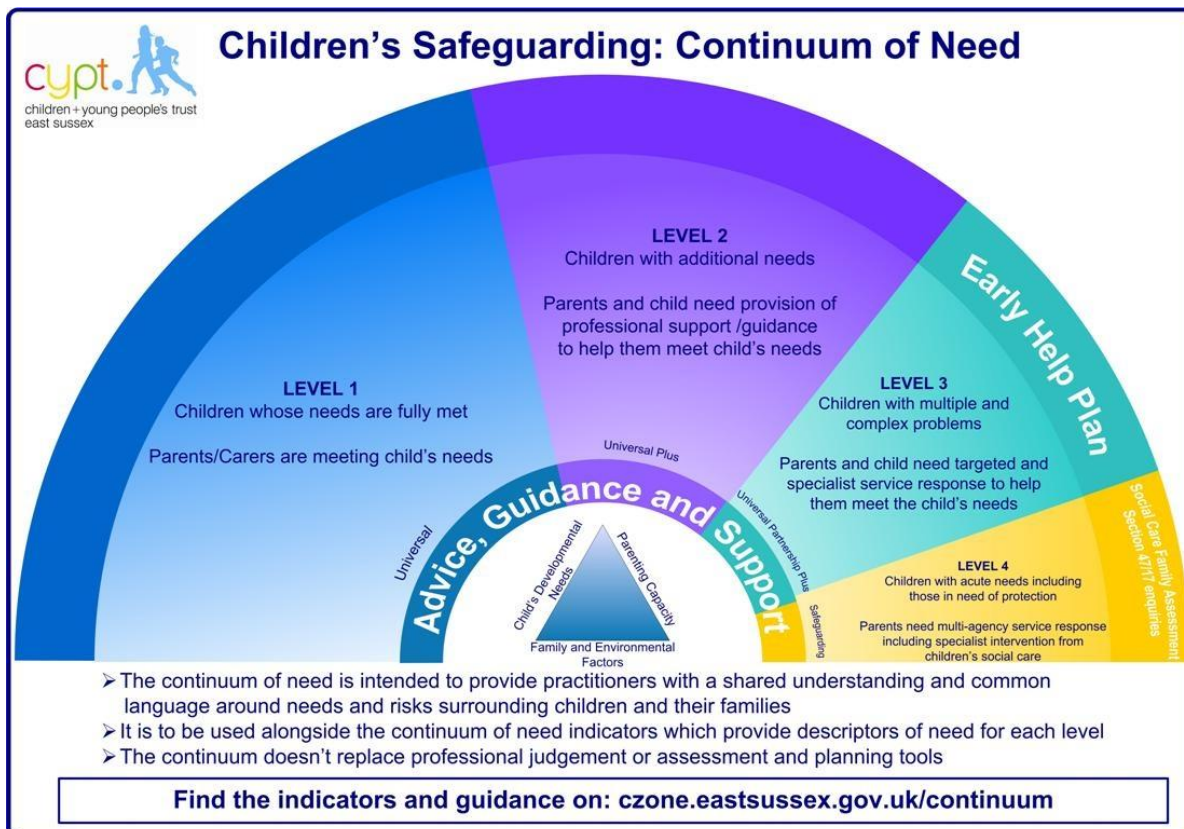 cypt.
children + young people's trust
east sussex
Children's Safeguarding: Continuum of Need
LEVEL 1
Children whose needs are fully met
Parents/Carers are meeting child's needs
LEVEL 2
Children with additional needs
Parents and child need provision of
professional support /guidance
to help them meet child's needs
Early Help Plan
LEVEL 3
Children with multiple and
complex problems
Parents and child need targeted and
specialist service response to help
them meet the child's needs
Social Care Family Assessment
Section 47/17 enquiries
LEVEL 4
Children with acute needs including
those in need of protection
Parents need multi-agency service response
including specialist intervention from
children's social care
Universal
Universal Plus
Universal Partnership Plus
Safeguarding
Advice, Guidance and Support
Child's Developmental
Needs
Parenting Capacity
Family and Environmental
Factors
➢ The continuum of need is intended to provide practitioners with a shared understanding and common
language around needs and risks surrounding children and their families
➢ It is to be used alongside the continuum of need indicators which provide descriptors of need for each level
➢ The continuum doesn't replace professional judgement or assessment and planning tools
Find the indicators and guidance on: czone.eastsussex.gov.uk/continuum